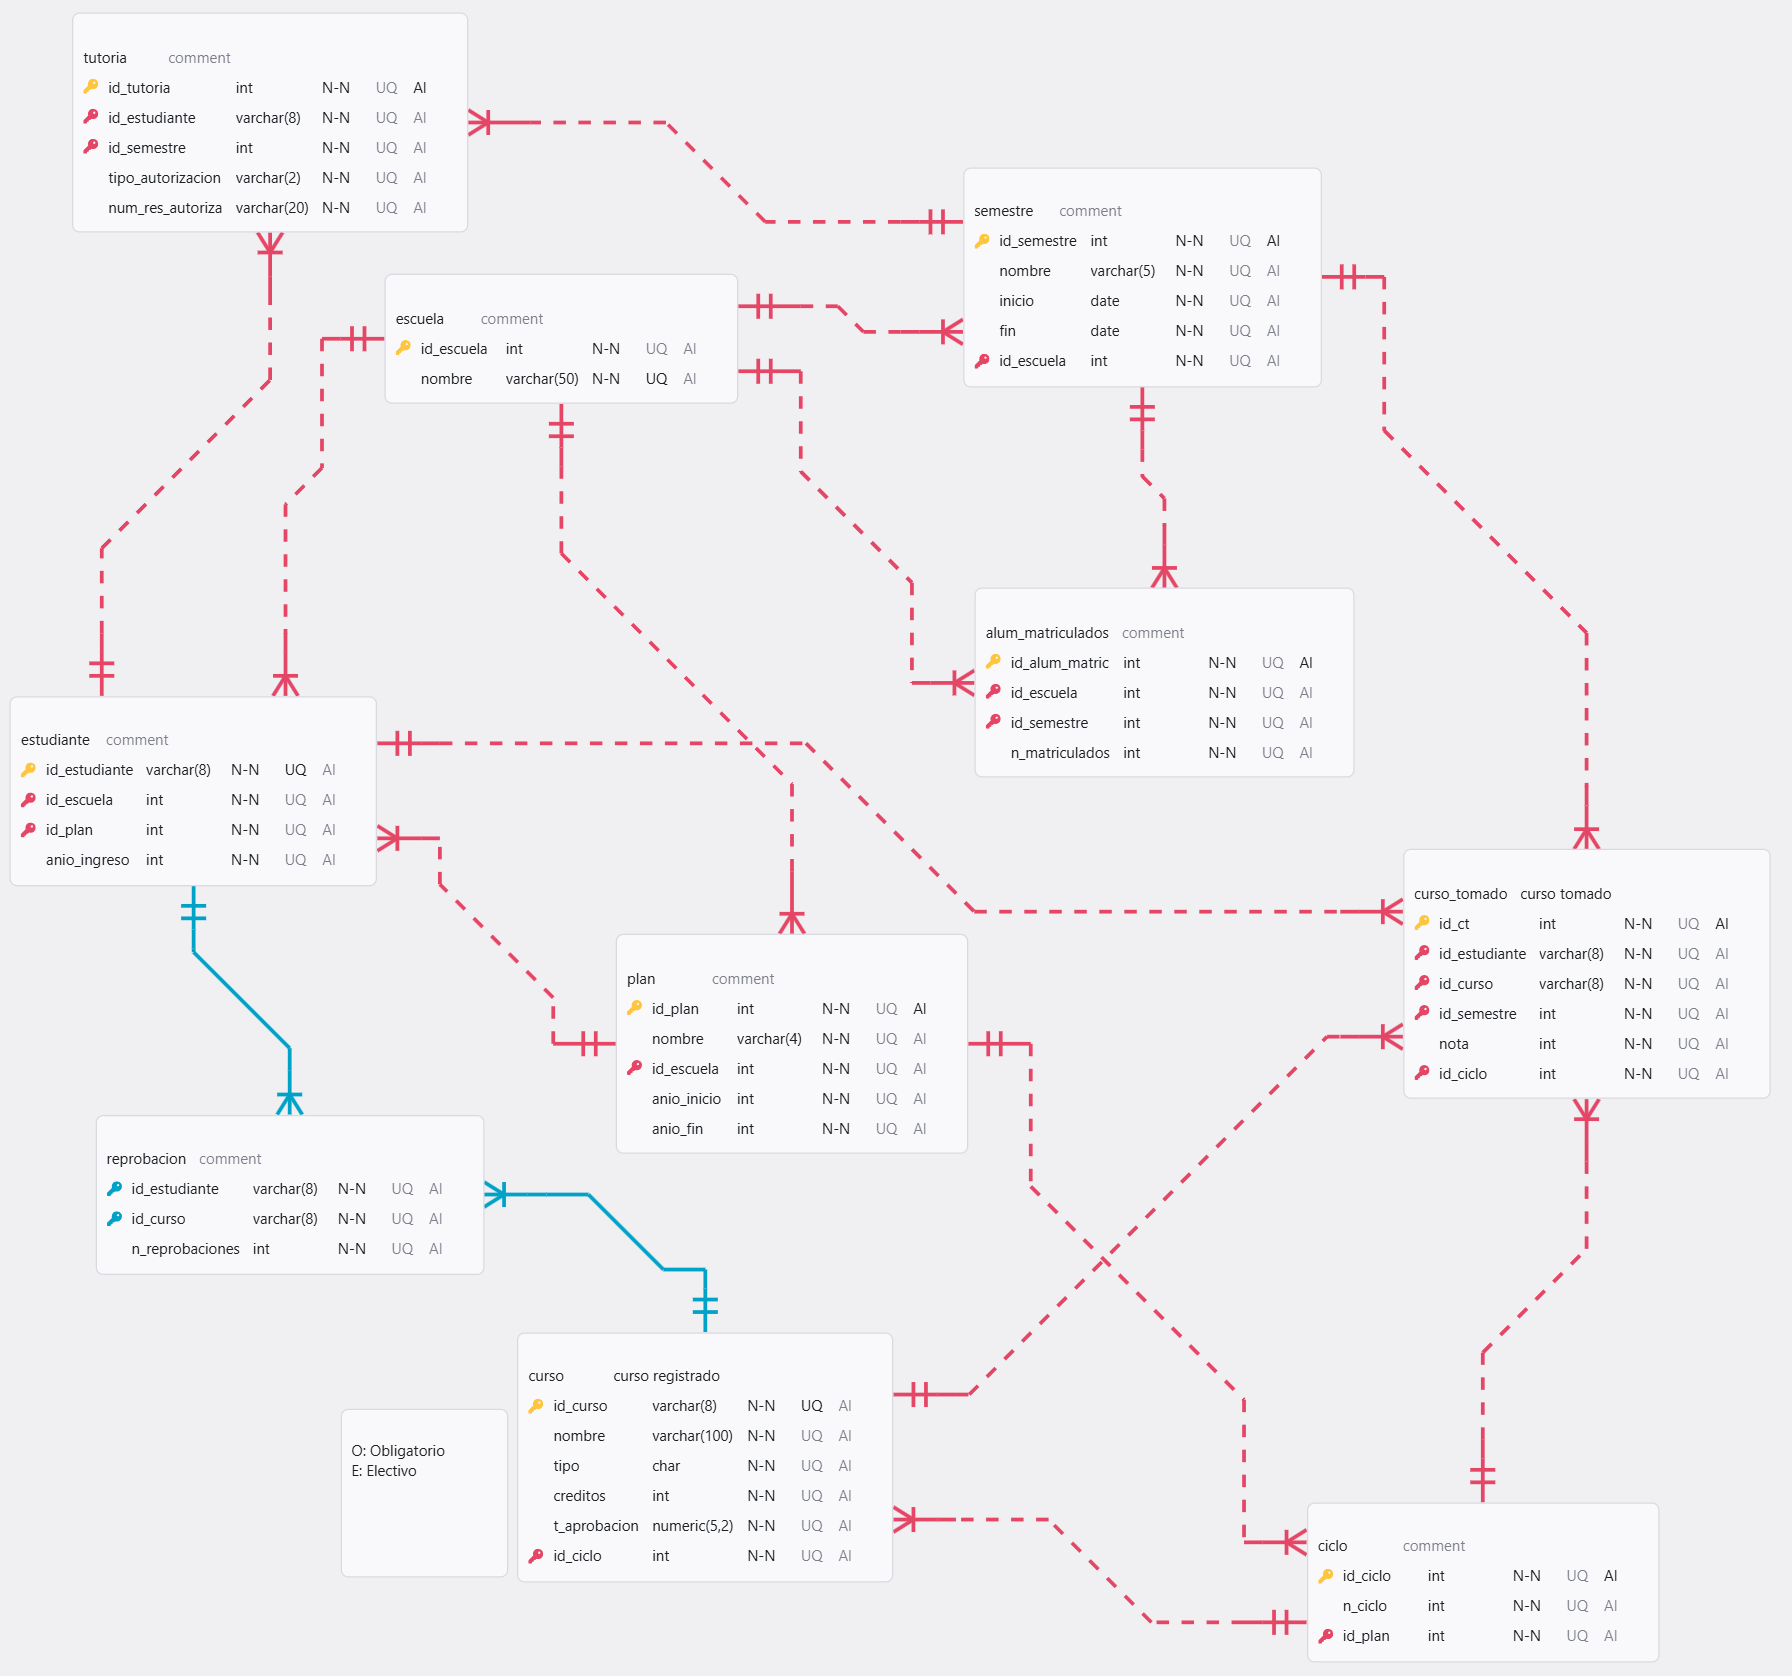 tutoria comment
id_tutoria int N-N UQ AI
id_estudiante varchar(8) N-N UQ AI
id_semestre int N-N UQ AI
tipo_autorizacion varchar(2) N-N UQ AI
num_res_autoriza varchar(20) N-N UQ AI
semestre comment
id_semestre int N-N UQ AI
nombre varchar(5) N-N UQ AI
inicio date N-N UQ AI
fin date N-N UQ AI
id_escuela int N-N UQ AI
escuela comment
id_escuela int N-N UQ AI
nombre varchar(50) N-N UQ AI
alum_matriculados comment
id_alum_matric int N-N UQ AI
id_escuela int N-N UQ AI
id_semestre int N-N UQ AI
n_matriculados int N-N UQ AI
estudiante comment
id_estudiante varchar(8) N-N UQ AI
id_escuela int N-N UQ AI
id_plan int N-N UQ AI
anio_ingreso int N-N UQ AI
curso_tomado curso tomado
id_ct int N-N UQ AI
id_estudiante varchar(8) N-N UQ AI
id_curso varchar(8) N-N UQ AI
id_semestre int N-N UQ AI
nota int N-N UQ AI
id_ciclo int N-N UQ AI
plan comment
id_plan int N-N UQ AI
nombre varchar(4) N-N UQ AI
id_escuela int N-N UQ AI
anio_inicio int N-N UQ AI
anio_fin int N-N UQ AI
reprobacion comment
id_estudiante varchar(8) N-N UQ AI
id_curso varchar(8) N-N UQ AI
n_reprobaciones int N-N UQ AI
curso curso registrado
id_curso varchar(8) N-N UQ AI
nombre varchar(100) N-N UQ AI
tipo char N-N UQ AI
creditos int N-N UQ AI
t_aprobacion numeric(5,2) N-N UQ AI
id_ciclo int N-N UQ AI
O: Obligatorio
E: Electivo
ciclo comment
id_ciclo int N-N UQ AI
n_ciclo int N-N UQ AI
id_plan int N-N UQ AI